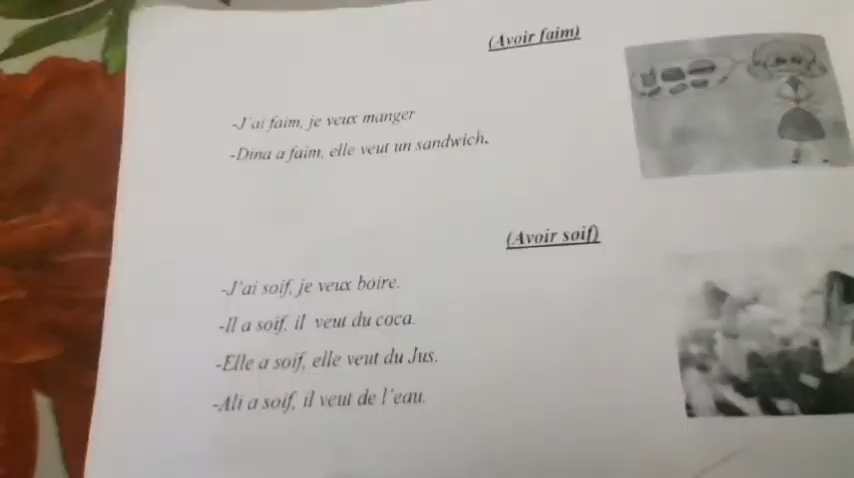 (Avoir faim)
-J'ai faim, je veux manger
-Dina a faim, elle veut un sandwich.
(Avoir soif)
-J'ai soif, je veux boire.
-Il a soif, il veut du coca.
-Elle a soif, elle veut du Jus.
-Ali a soif, il veut de l'eau.